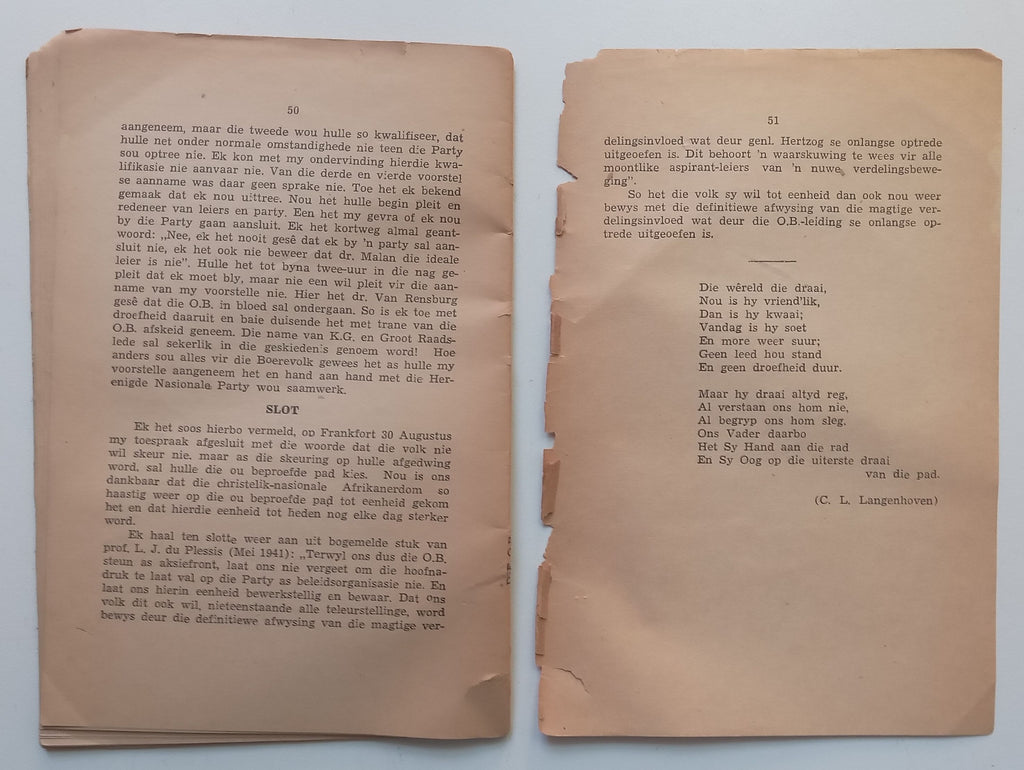 50
aangeneem, maar die tweede wou hulle so kwalifiseer, dat
hulle net onder normale omstandighede nie teen die Party
sou optree nie. Ek kon met my ondervinding hierdie kwa-
lifikasie nie aanvaar nie. Van die derde en vierde voorstel
se aanname was daar geen sprake nie. Toe het ek bekend
gemaak dat ek nou uittree. Nou het hulle begin pleit en
redeneer van leiers en party. Een het my gevra of ek nou
by die Party gaan aansluit. Ek het kortweg almal geant-
woord: „Nee, ek het nooit gesê dat ek by 'n party sal aan-
sluit nie, ek het ook nie beweer dat dr. Malan die ideale
leier is nie". Hulle het tot byna twee-uur in die nag ge-
pleit dat ek moet bly, maar nie een wil pleit vir die aan-
name van my voorstelle nie. Hier het dr. Van Rensburg
gesê dat die O.B. in bloed sal ondergaan. So is ek toe met
droefheid daaruit en baie duisende het met trane van die
O.B. afskeid geneem. Die name van K.G. en Groot Raads-
lede sal sekerlik in die geskiedenis genoem word! Hoe
anders sou alles vir die Boerevolk gewees het as hulle my
voorstelle aangeneem het en hand aan hand met die Her-
enigde Nasionale Party wou saamwerk.
SLOT
Ek het soos hierbo vermeld, op Frankfort 30 Augustus
my toespraak afgesluit met die woorde dat die volk nie
wil skeur nie. maar as die skeuring op hulle afgedwing
word, sal hulle die ou beproefde pad kies. Nou is ons
dankbaar dat die christelik-nasionale Afrikanerdom so
haastig weer op die ou beproefde pad tot eenheid gekom
het en dat hierdie eenheid tot heden nog elke dag sterker
word.
Ek haal ten slotte weer aan uit bogemelde stuk van
prof. L. J. du Plessis (Mei 1941): „Terwyl ons dus die O.B.
steun as aksiefront, laat ons nie vergeet om die hoofna-
druk te laat val op die Party as beleidsorganisasie nie. En
laat ons hierin eenheid bewerkstellig en bewaar. Dat ons
volk dit ook wil, nieteenstaande alle teleurstellinge, word
bewys deur die definitiewe afwysing van die magtige ver-
51
delingsinvloed wat deur genl. Hertzog se onlangse optrede
uitgeoefen is. Dit behoort 'n waarskuwing te wees vir alle
moontlike aspirant-leiers van 'n nuwe verdelingsbewe-
ging".
So het die volk sy wil tot eenheid dan ook nou weer
bewys met die definitiewe afwysing van die magtige ver-
delingsinvloed wat deur die O.B.-leiding se onlangse op-
trede uitgeoefen is.
Die wêreld die draai,
Nou is hy vriend'lik,
Dan is hy kwaai;
Vandag is hy soet
En more weer suur;
Geen leed hou stand
En geen droefheid duur.
Maar hy draai altyd reg,
Al verstaan ons hom nie,
Al begryp ons hom sleg.
Ons Vader daarbo
Het Sy Hand aan die rad
En Sy Oog op die uiterste draai
van die pad.
(C. L. Langenhoven)